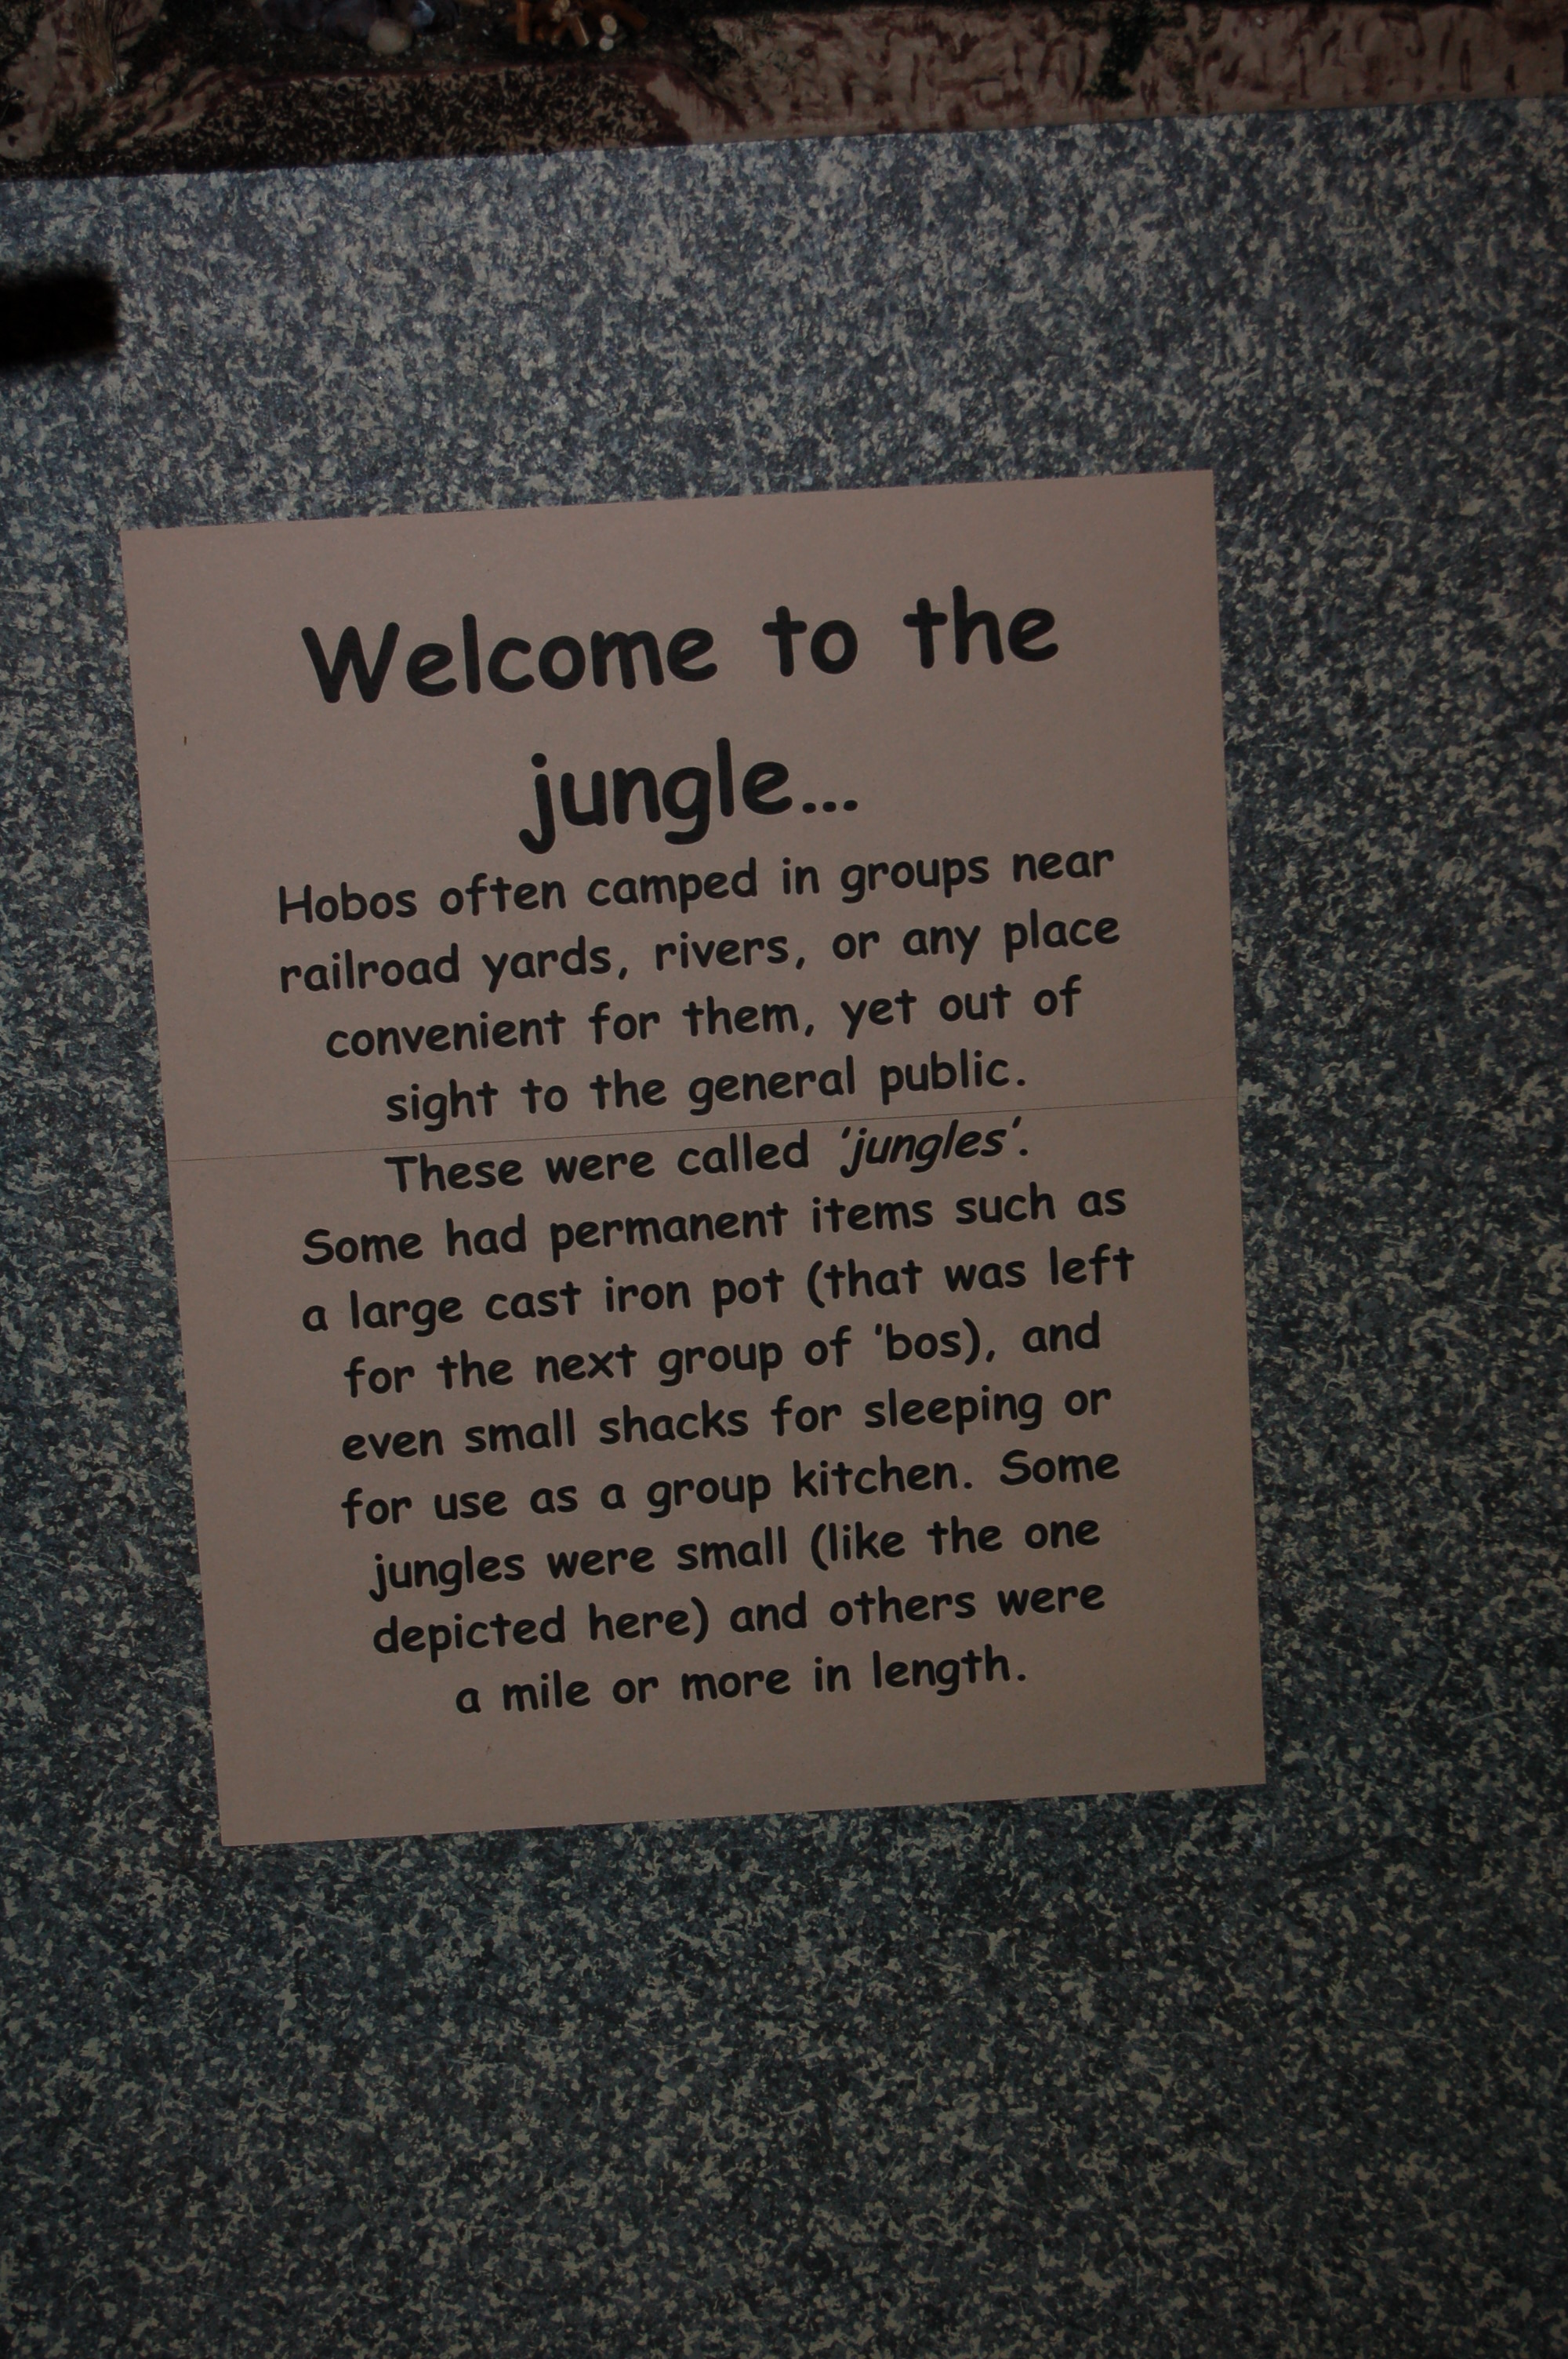 Welcome to the
jungle...
Hobos often camped in groups near
railroad yards, rivers, or any place
convenient for them, yet out of
sight to the general public.
These were called 'jungles'.
Some had permanent items such as
a large cast iron pot (that was left
for the next group of 'bos), and
even small shacks for sleeping or
for use as a group kitchen. Some
jungles were small (like the one
depicted here) and others were
a mile or more in length.